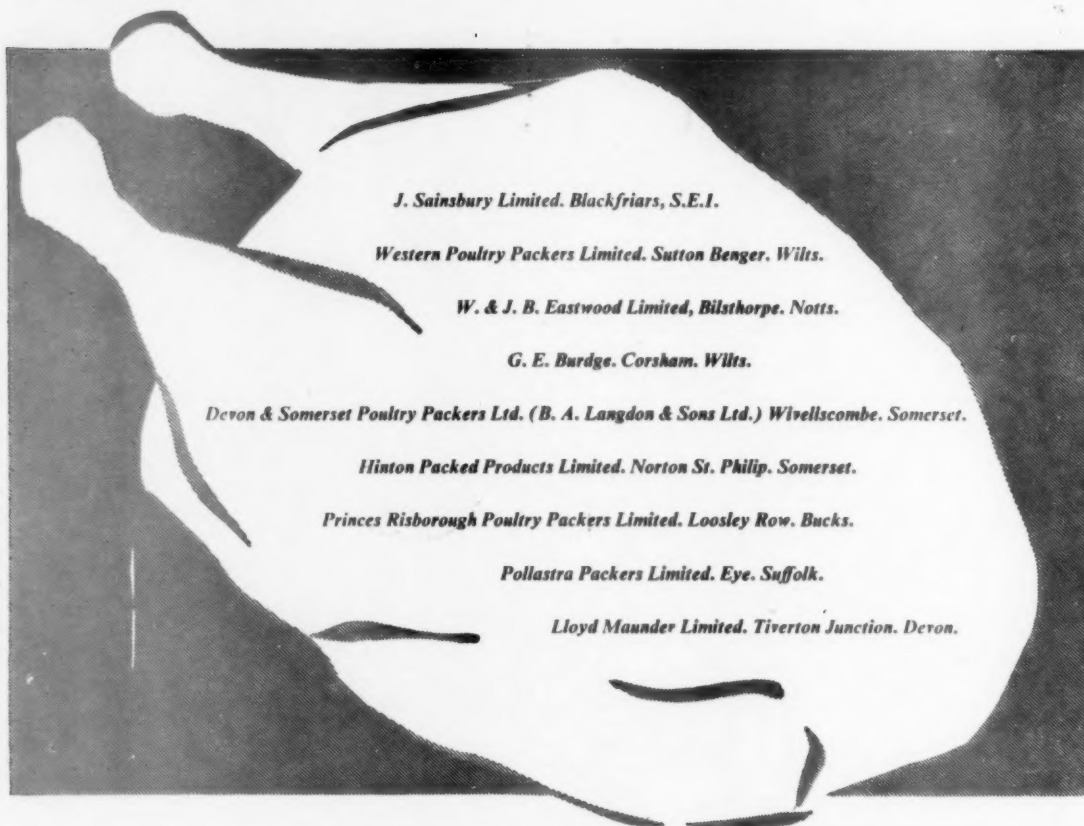 J. Sainsbury Limited. Blackfriars, S.E.1.
Western Poultry Packers Limited. Sutton Benger. Wilts.
W. & J. B. Eastwood Limited, Bilsthorpe. Notts.
G. E. Burdge. Corsham. Wilts.
Devon & Somerset Poultry Packers Ltd. (B. A. Langdon & Sons Ltd.) Wivellscombe. Somerset.
Hinton Packed Products Limited. Norton St. Philip. Somerset.
Princes Risborough Poultry Packers Limited. Loosley Row. Bucks.
Pollastra Packers Limited. Eye. Suffolk.
Lloyd Maunder Limited. Tiverton Junction. Devon.